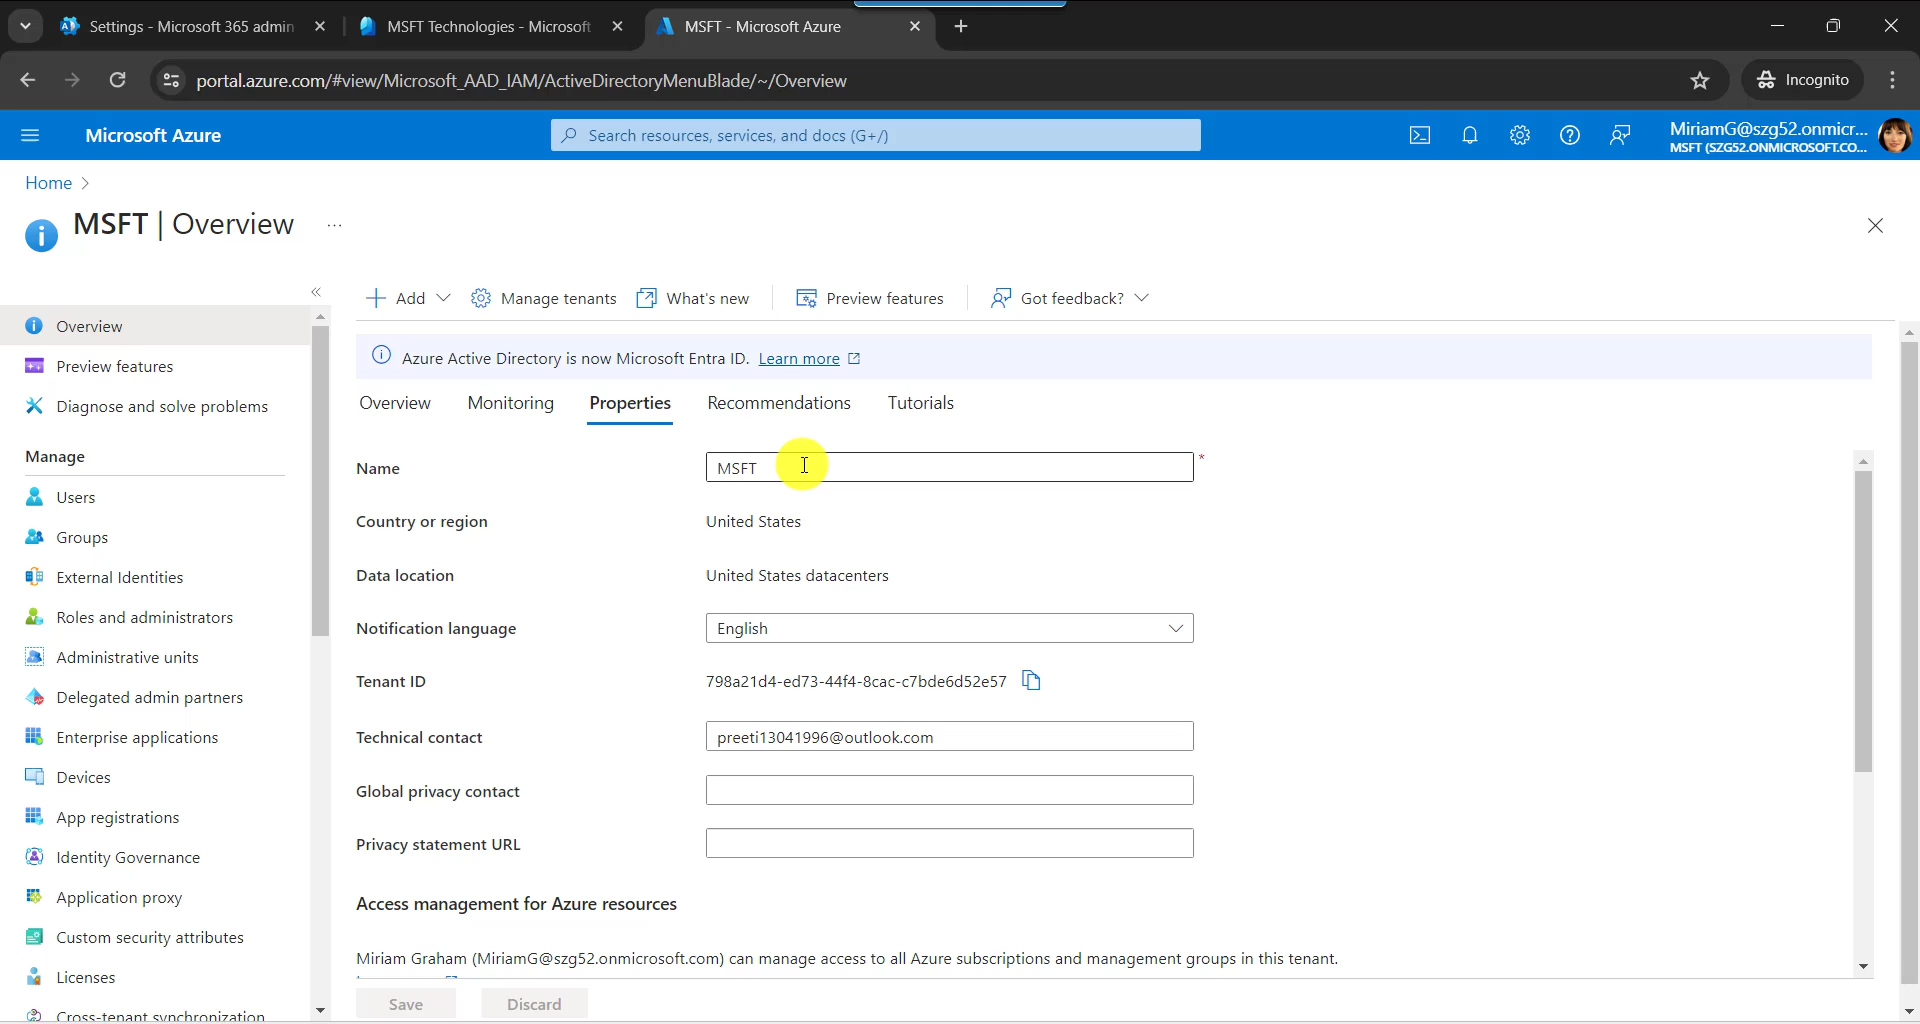 Settings - Microsoft 365 admin
MSFT Technologies - Microsoft
MSFT - Microsoft Azure
portal.azure.com/#view/Microsoft_AAD_IAM/ActiveDirectoryMenuBlade/~/Overview
Incognito
Microsoft Azure
Search resources, services, and docs (G+/)
MiriamG@szg52.onmicr...
MSFT (SZG52.ONMICROSOFT.CO...
Home
MSFT | Overview
Add
Manage tenants
What's new
Preview features
Got feedback?
Overview
Preview features
Diagnose and solve problems
Manage
Users
Groups
External Identities
Roles and administrators
Administrative units
Delegated admin partners
Enterprise applications
Devices
App registrations
Identity Governance
Application proxy
Custom security attributes
Licenses
Cross-tenant synchronization
Azure Active Directory is now Microsoft Entra ID. Learn more
Overview
Monitoring
Properties
Recommendations
Tutorials
Name
MSFT
*
Country or region
United States
Data location
United States datacenters
Notification language
English
Tenant ID
798a21d4-ed73-44f4-8cac-c7bde6d52e57
Technical contact
preeti13041996@outlook.com
Global privacy contact
Privacy statement URL
Access management for Azure resources
Miriam Graham (MiriamG@szg52.onmicrosoft.com) can manage access to all Azure subscriptions and management groups in this tenant.
Save
Discard